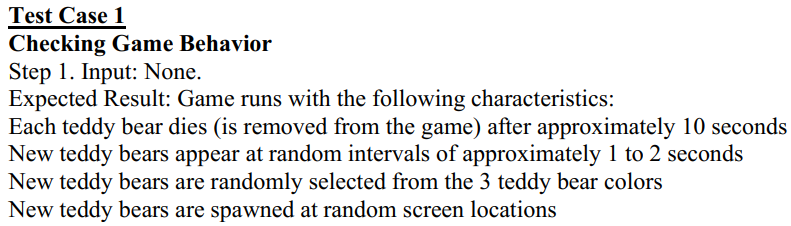 Test Case 1
Checking Game Behavior
Step 1. Input: None.
Expected Result: Game runs with the following characteristics:
Each teddy bear dies (is removed from the game) after approximately 10 seconds
New teddy bears appear at random intervals of approximately 1 to 2 seconds
New teddy bears are randomly selected from the 3 teddy bear colors
New teddy bears are spawned at random screen locations